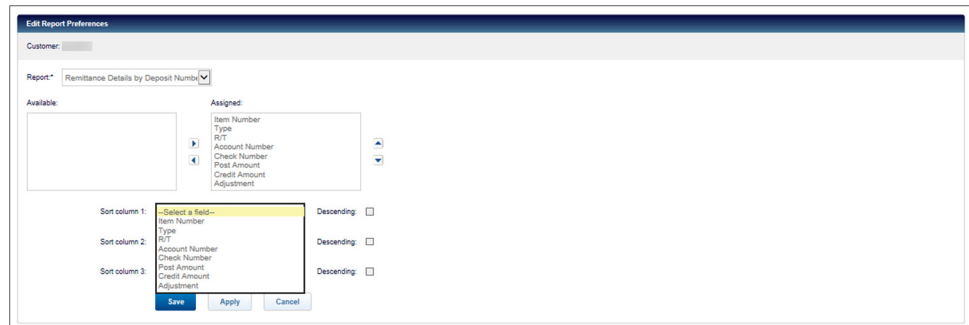 Edit Report Preferences
Customer:
Report:* Remittance Details by Deposit Numbe
Available: Assigned:
Item Number
Type
R/T
Account Number
Check Number
Post Amount
Credit Amount
Adjustment
Sort column 1: --Select a field-- Descending:
Item Number
Type
Sort column 2: R/T Descending:
Account Number
Check Number
Sort column 3: Post Amount Descending:
Credit Amount
Adjustment
Save Apply Cancel